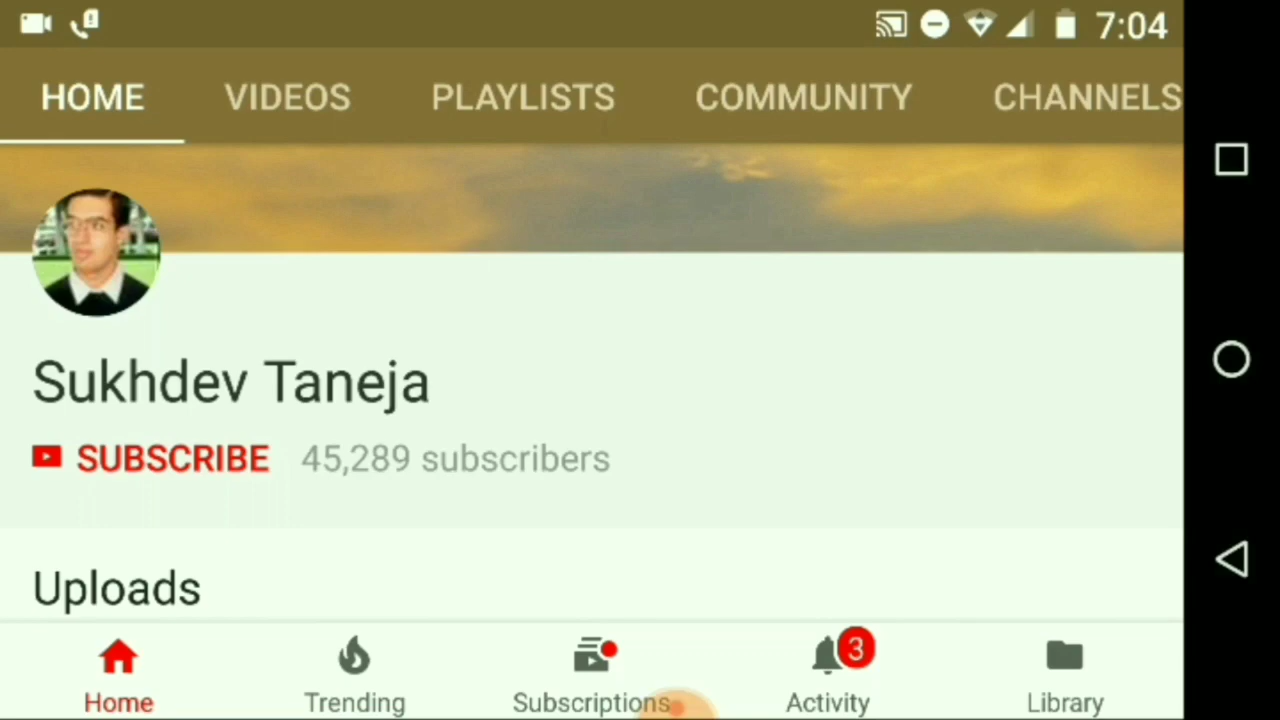 7:04
HOME VIDEOS PLAYLISTS COMMUNITY CHANNELS
Sukhdev Taneja
SUBSCRIBE 45,289 subscribers
Uploads
3
Home Trending Subscriptions Activity Library